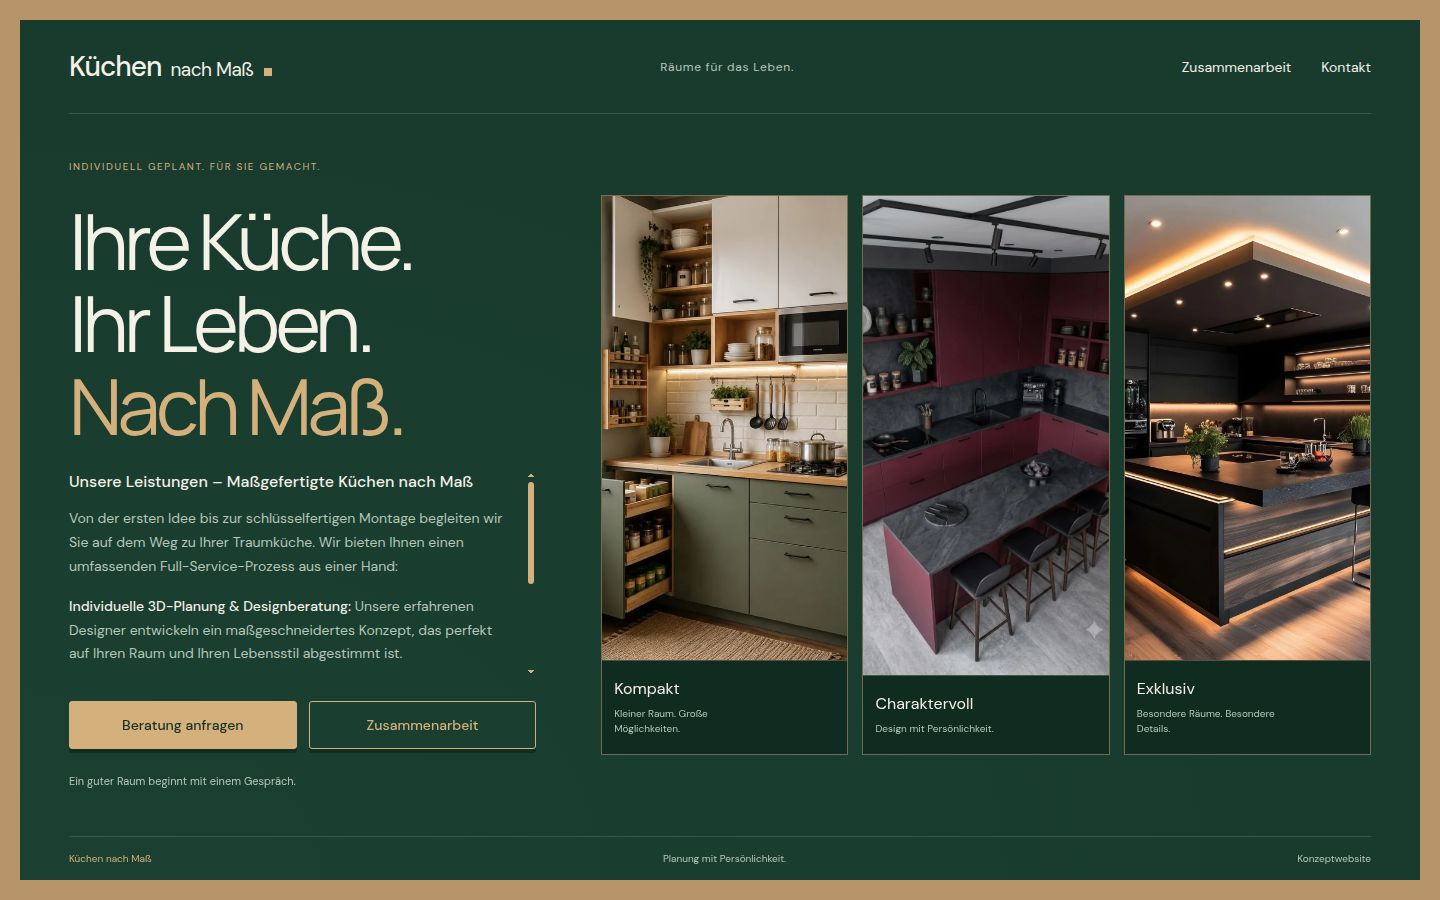 Küchen nach Maß
Räume für das Leben.
Zusammenarbeit
Kontakt
INDIVIDUELL GEPLANT. FÜR SIE GEMACHT.
Ihre Küche.
Ihr Leben.
Nach Maß.
Unsere Leistungen – Maßgefertigte Küchen nach Maß
Von der ersten Idee bis zur schlüsselfertigen Montage begleiten wir
Sie auf dem Weg zu Ihrer Traumküche. Wir bieten Ihnen einen
umfassenden Full-Service-Prozess aus einer Hand:
Individuelle 3D-Planung & Designberatung: Unsere erfahrenen
Designer entwickeln ein maßgeschneidertes Konzept, das perfekt
auf Ihren Raum und Ihren Lebensstil abgestimmt ist.
Beratung anfragen
Zusammenarbeit
Ein guter Raum beginnt mit einem Gespräch.
Kompakt
Kleiner Raum. Große
Möglichkeiten.
Charaktervoll
Design mit Persönlichkeit.
Exklusiv
Besondere Räume. Besondere
Details.
Küchen nach Maß
Planung mit Persönlichkeit.
Konzeptwebsite